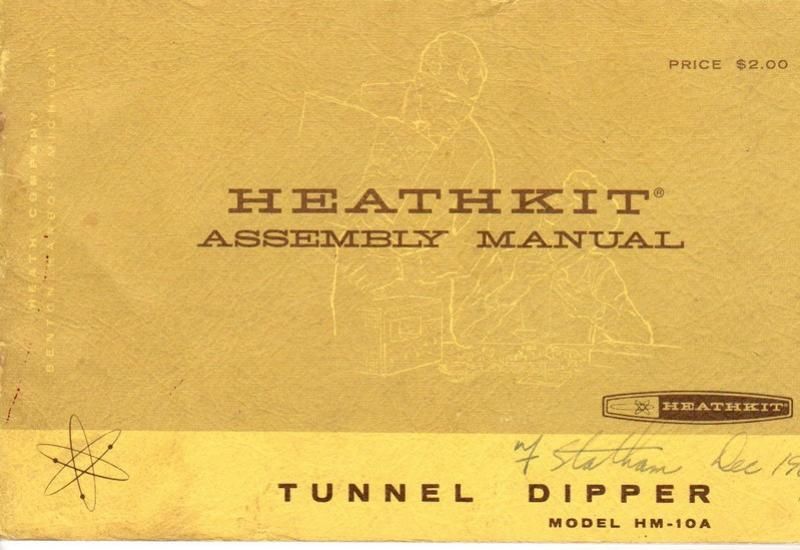 PRICE $2.00
HEATH COMPANY
BENTON HARBOR, MICHIGAN
HEATHKIT®
ASSEMBLY MANUAL
HEATHKIT
Statham Dec
TUNNEL DIPPER
MODEL HM-10A